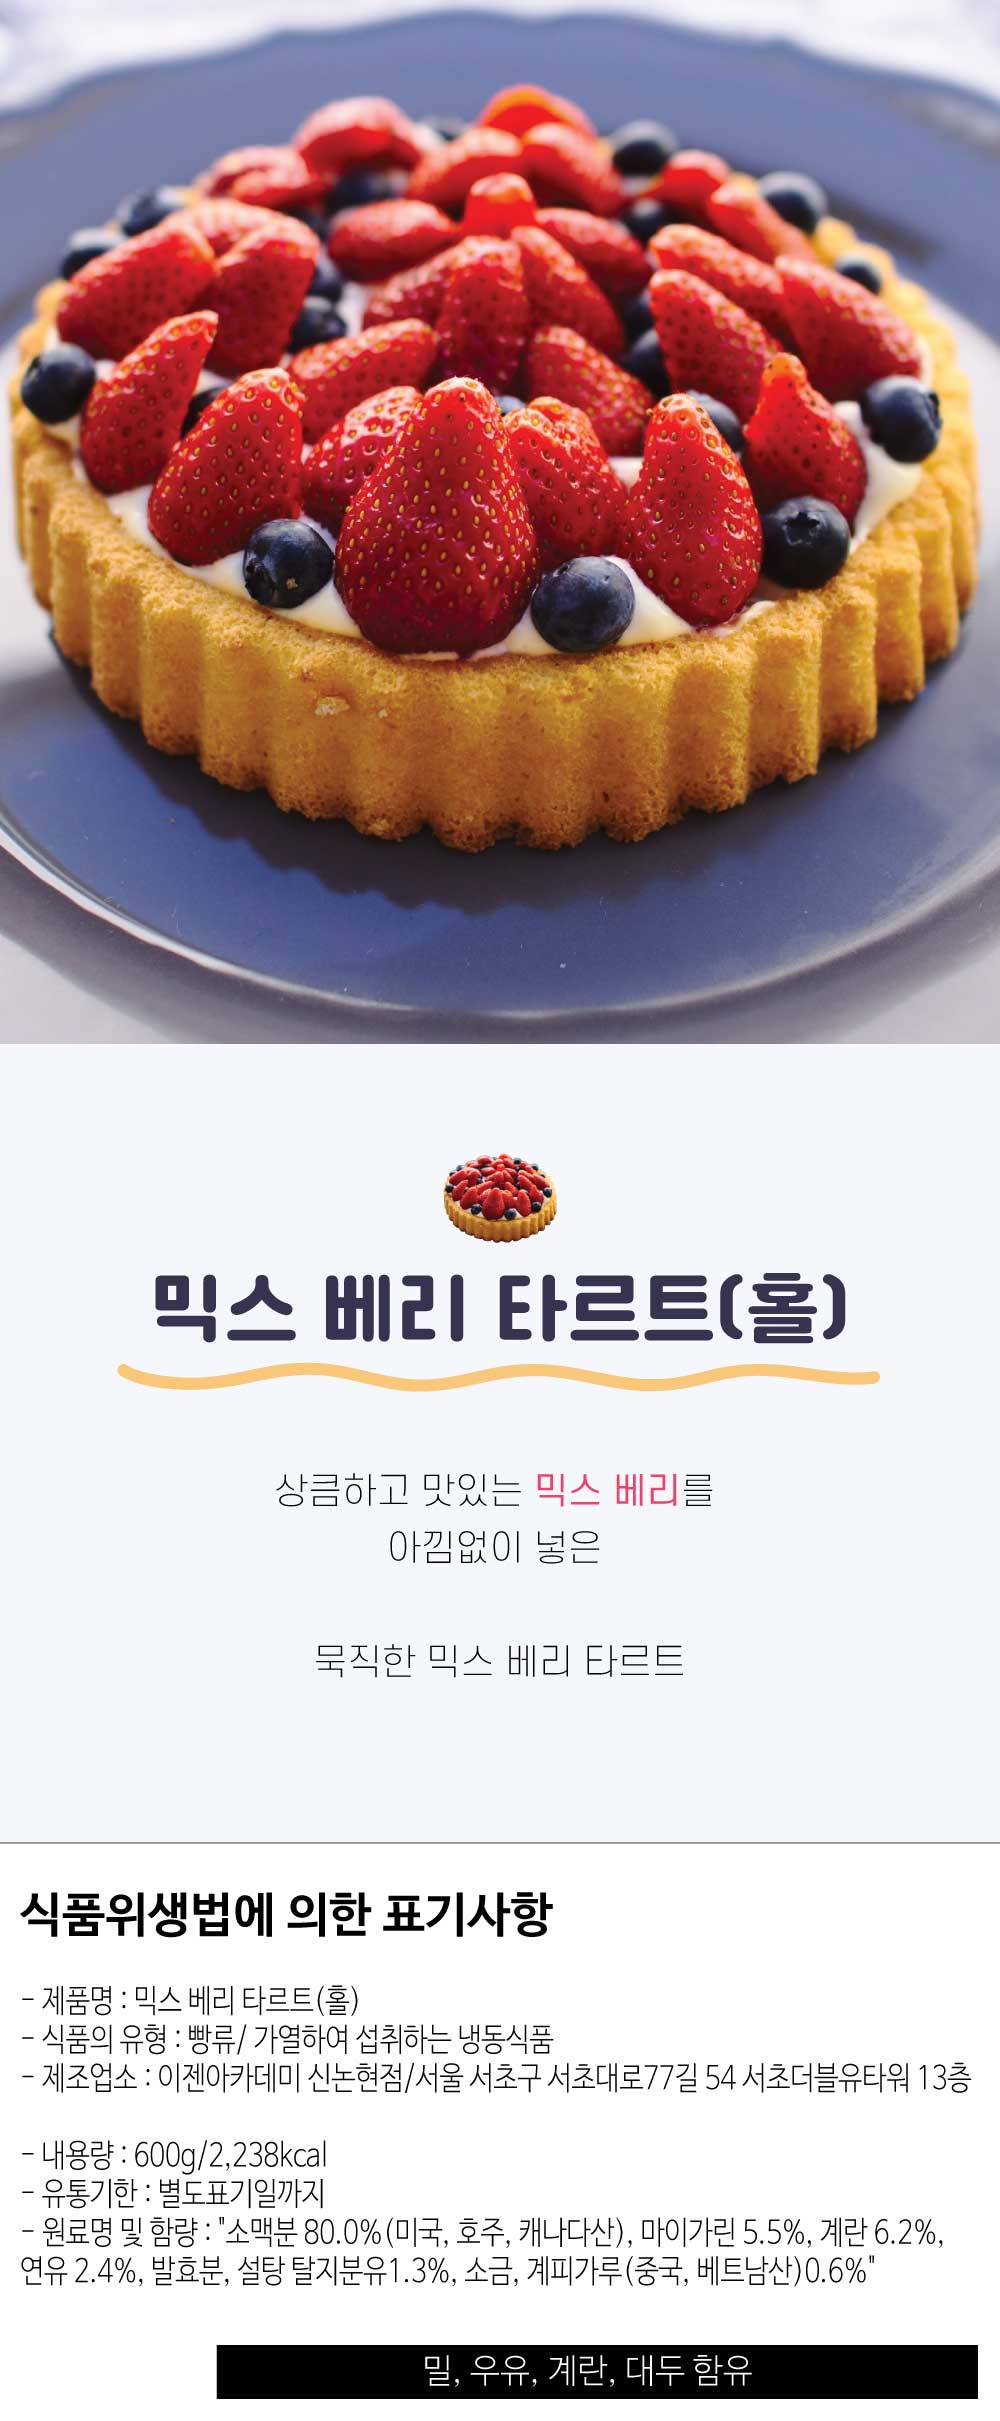 믹스 베리 타르트(홀)
상큼하고 맛있는 믹스 베리를
아낌없이 넣은
묵직한 믹스 베리 타르트
식품위생법에 의한 표기사항
- 제품명 : 믹스 베리 타르트(홀)
- 식품의 유형 : 빵류/ 가열하여 섭취하는 냉동식품
- 제조업소 : 이젠아카데미 신논현점/서울 서초구 서초대로77길 54 서초더블유타워 13층
- 내용량 : 600g/2,238kcal
- 유통기한 : 별도표기일까지
- 원료명 및 함량 : "소맥분 80.0%(미국, 호주, 캐나다산), 마이가린 5.5%, 계란 6.2%,
연유 2.4%, 발효분, 설탕 탈지분유1.3%, 소금, 계피가루(중국, 베트남산)0.6%"
밀, 우유, 계란, 대두 함유